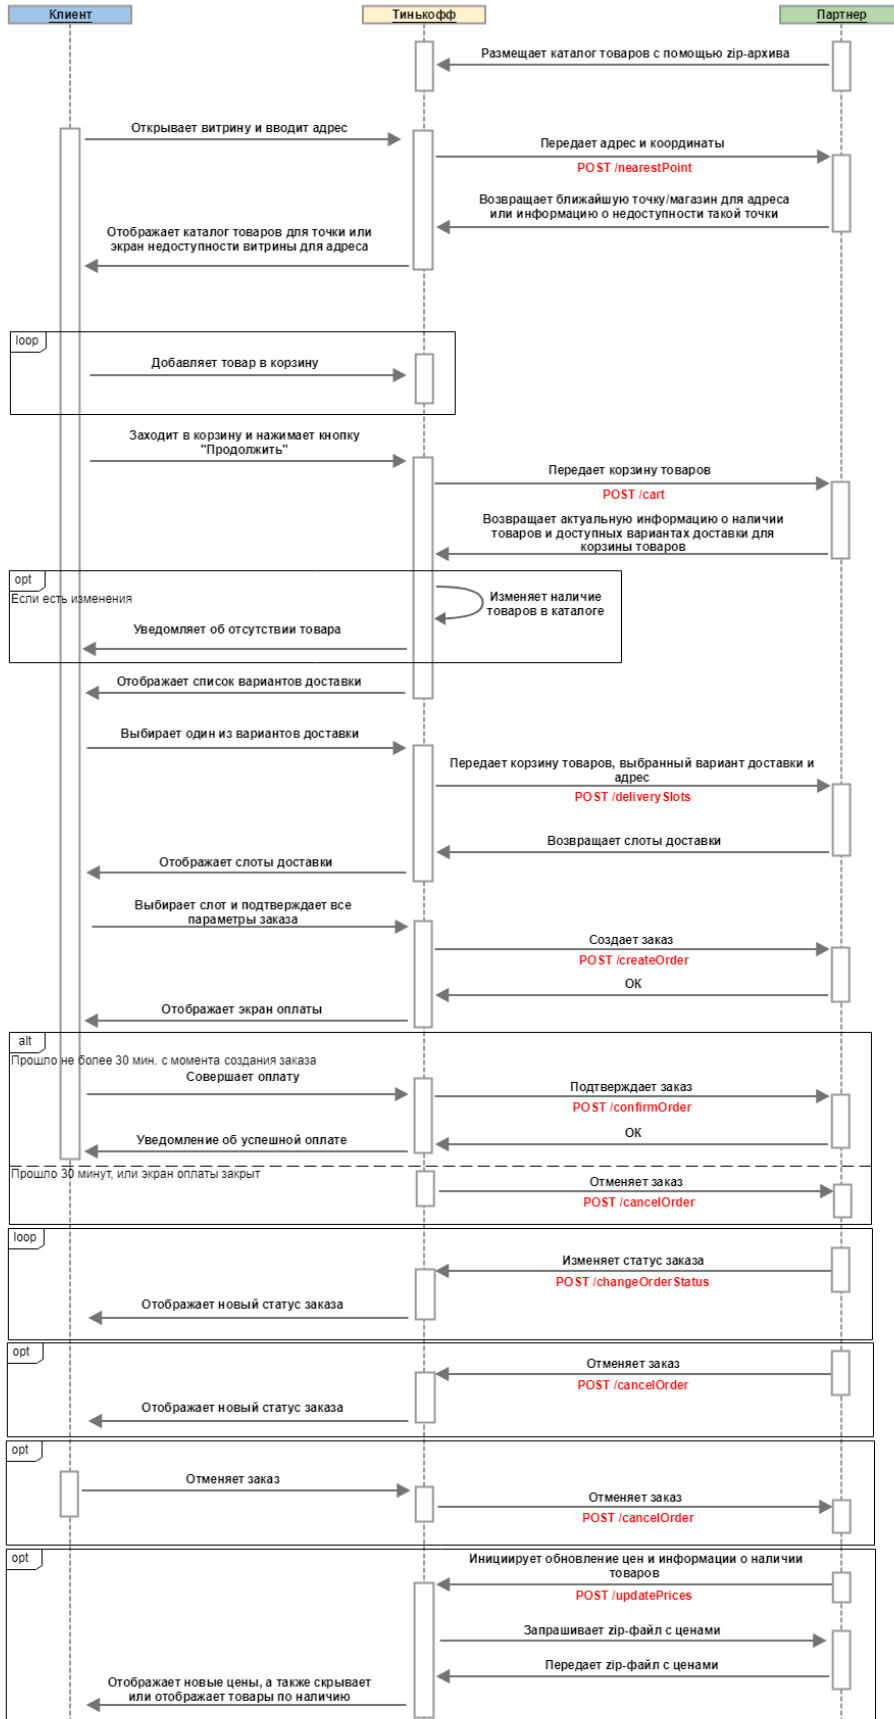 Клиент
Тинькофф
Партнер
Размещает каталог товаров с помощью zip-архива
Открывает витрину и вводит адрес
Передает адрес и координаты
POST /nearestPoint
Возвращает ближайшую точку/магазин для адреса
или информацию о недоступности такой точки
Отображает каталог товаров для точки или
экран недоступности витрины для адреса
loop
Добавляет товар в корзину
Заходит в корзину и нажимает кнопку
"Продолжить"
Передает корзину товаров
POST /cart
Возвращает актуальную информацию о наличии
товаров и доступных вариантах доставки для
корзины товаров
opt
Если есть изменения
Изменяет наличие
товаров в каталоге
Уведомляет об отсутствии товара
Отображает список вариантов доставки
Выбирает один из вариантов доставки
Передает корзину товаров, выбранный вариант доставки и
адрес
POST /deliverySlots
Возвращает слоты доставки
Отображает слоты доставки
Выбирает слот и подтверждает все
параметры заказа
Создает заказ
POST /createOrder
ОК
Отображает экран оплаты
alt
Прошло не более 30 мин. с момента создания заказа
Совершает оплату
Подтверждает заказ
POST /confirmOrder
ОК
Уведомление об успешной оплате
Прошло 30 минут, или экран оплаты закрыт
Отменяет заказ
POST /cancelOrder
loop
Изменяет статус заказа
POST /changeOrderStatus
Отображает новый статус заказа
opt
Отменяет заказ
POST /cancelOrder
Отображает новый статус заказа
opt
Отменяет заказ
Отменяет заказ
POST /cancelOrder
opt
Инициирует обновление цен и информации о наличии
товаров
POST /updatePrices
Запрашивает zip-файл с ценами
Передает zip-файл с ценами
Отображает новые цены, а также скрывает
или отображает товары по наличию